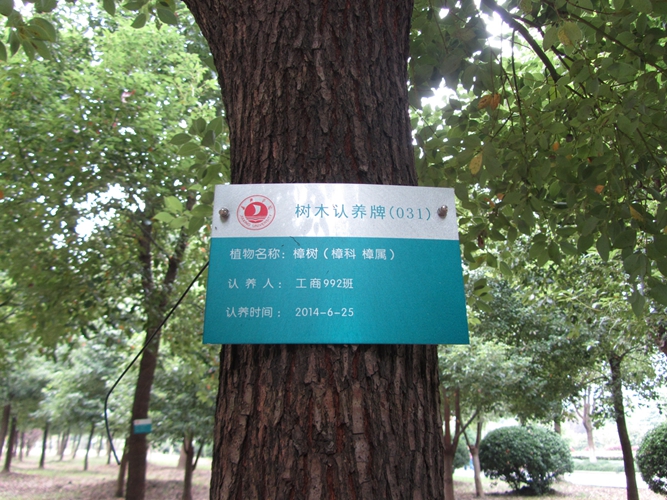 树木认养牌(031)
植物名称：樟树（樟科 樟属）
认 养 人：工商992班
认养时间：2014-6-25